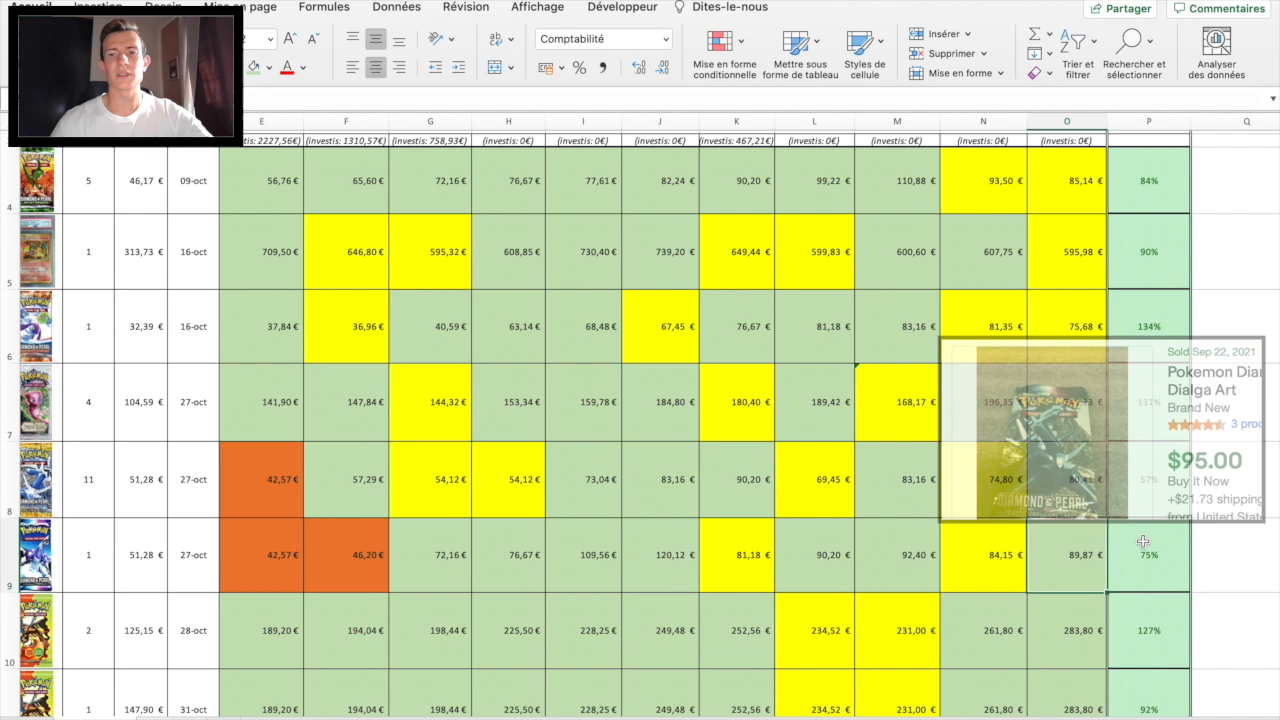 Accueil Insertion Dessin Mise en page Formules Données Révision Affichage Développeur Dites-le-nous Partager Commentaires
A A ab Comptabilité Insérer
Supprimer
Mise en forme
A % , Mise en forme conditionnelle Mettre sous forme de tableau Styles de cellule Trier et filtrer Rechercher et sélectionner Analyser des données
E F G H I J K L M N O P Q
tis: 2227,56€) (investis: 1310,57€) (investis: 758,93€) (investis: 0€) (investis: 0€) (investis: 0€) (investis: 467,21€) (investis: 0€) (investis: 0€) (investis: 0€) (investis: 0€)
4 5 46,17 € 09-oct 56,76 € 65,60 € 72,16 € 76,67 € 77,61 € 82,24 € 90,20 € 99,22 € 110,88 € 93,50 € 85,14 € 84%
5 1 313,73 € 16-oct 709,50 € 646,80 € 595,32 € 608,85 € 730,40 € 739,20 € 649,44 € 599,83 € 600,60 € 607,75 € 595,98 € 90%
6 1 32,39 € 16-oct 37,84 € 36,96 € 40,59 € 63,14 € 68,48 € 67,45 € 76,67 € 81,18 € 83,16 € 81,35 € 75,68 € 134%
7 4 104,59 € 27-oct 141,90 € 147,84 € 144,32 € 153,34 € 159,78 € 184,80 € 180,40 € 189,42 € 168,17 € 196,35 € 131%
8 11 51,28 € 27-oct 42,57 € 57,29 € 54,12 € 54,12 € 73,04 € 83,16 € 90,20 € 69,45 € 83,16 € 74,80 € 80,41 € 57%
9 1 51,28 € 27-oct 42,57 € 46,20 € 72,16 € 76,67 € 109,56 € 120,12 € 81,18 € 90,20 € 92,40 € 84,15 € 89,87 € 75%
10 2 125,15 € 28-oct 189,20 € 194,04 € 198,44 € 225,50 € 228,25 € 249,48 € 252,56 € 234,52 € 231,00 € 261,80 € 283,80 € 127%
1 147,90 € 31-oct 189,20 € 194,04 € 198,44 € 225,50 € 228,25 € 249,48 € 252,56 € 234,52 € 231,00 € 261,80 € 283,80 € 92%
Sold Sep 22, 2021
Pokemon Dia
Dialga Art
Brand New
3 prod
$95.00
Buy It Now
+$21.73 shipping
from United State
POKÉMON
DIAMOND & PEARL